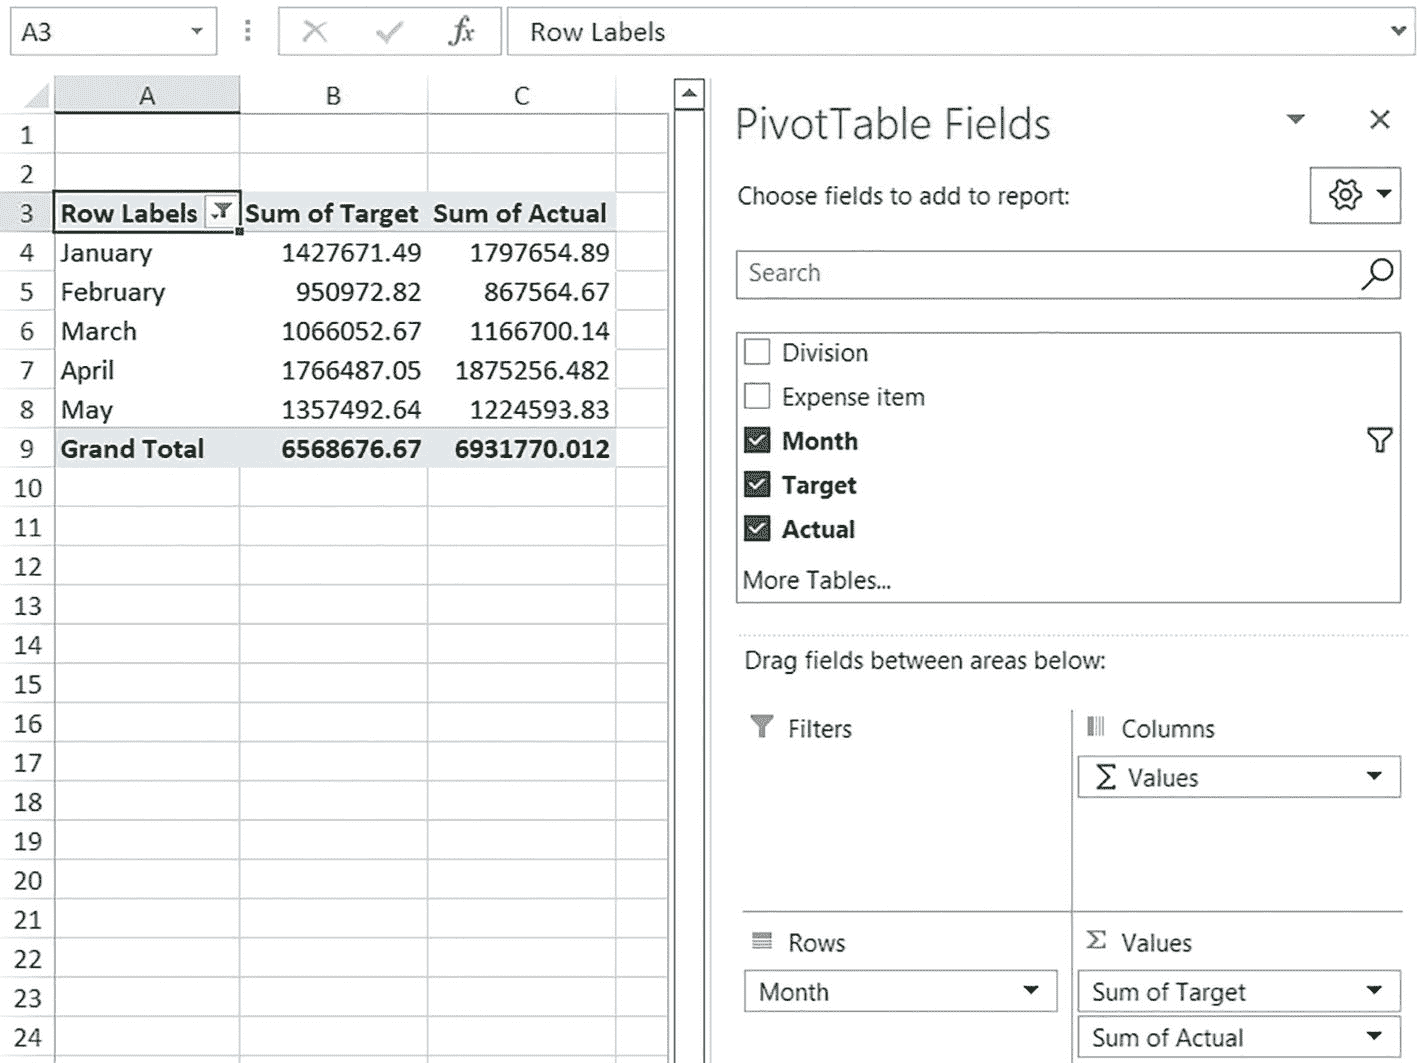 A3 fx Row Labels
A B C
1
2
3 Row Labels Sum of Target Sum of Actual
4 January 1427671.49 1797654.89
5 February 950972.82 867564.67
6 March 1066052.67 1166700.14
7 April 1766487.05 1875256.482
8 May 1357492.64 1224593.83
9 Grand Total 6568676.67 6931770.012
10
11
12
13
14
15
16
17
18
19
20
21
22
23
24
PivotTable Fields
Choose fields to add to report:
Search
Division
Expense item
Month
Target
Actual
More Tables...
Drag fields between areas below:
Filters
Columns
Σ Values
Rows
Month
Σ Values
Sum of Target
Sum of Actual